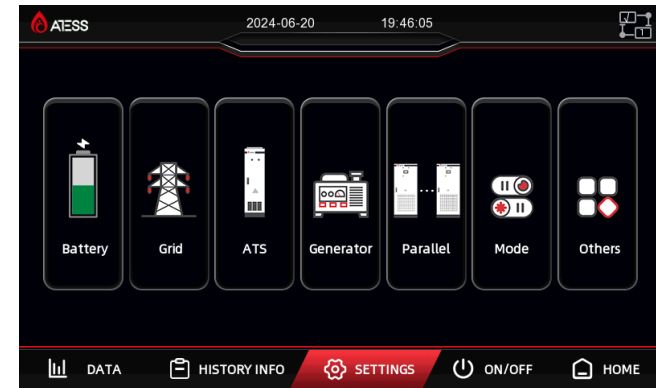 ATESS
2024-06-20 19:46:05
Battery Grid ATS Generator Parallel Mode Others
DATA HISTORY INFO SETTINGS ON/OFF HOME